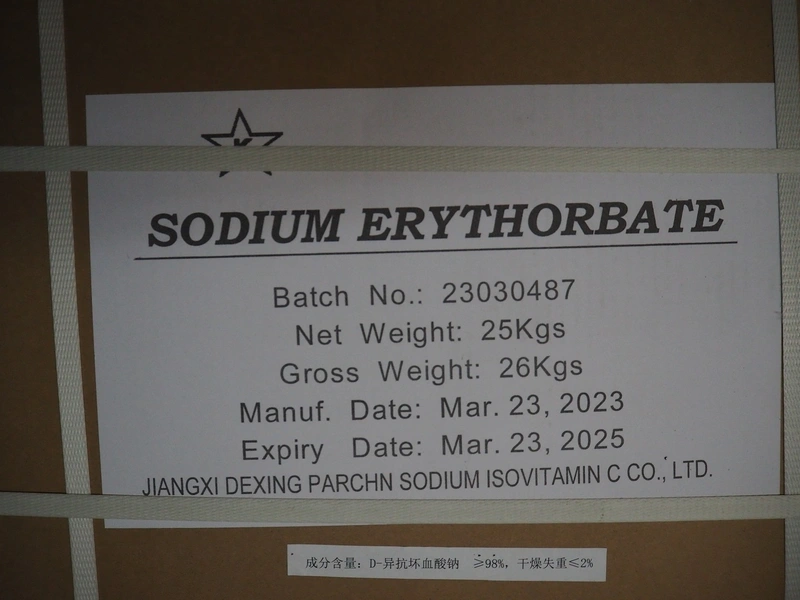 K
SODIUM ERYTHORBATE
Batch No.: 23030487
Net Weight: 25Kgs
Gross Weight: 26Kgs
Manuf. Date: Mar. 23, 2023
Expiry Date: Mar. 23, 2025
JIANGXI DEXING PARCHN SODIUM ISOVITAMIN C CO., LTD.
成分含量: D-异抗坏血酸钠 ≥98%, 干燥失重≤2%